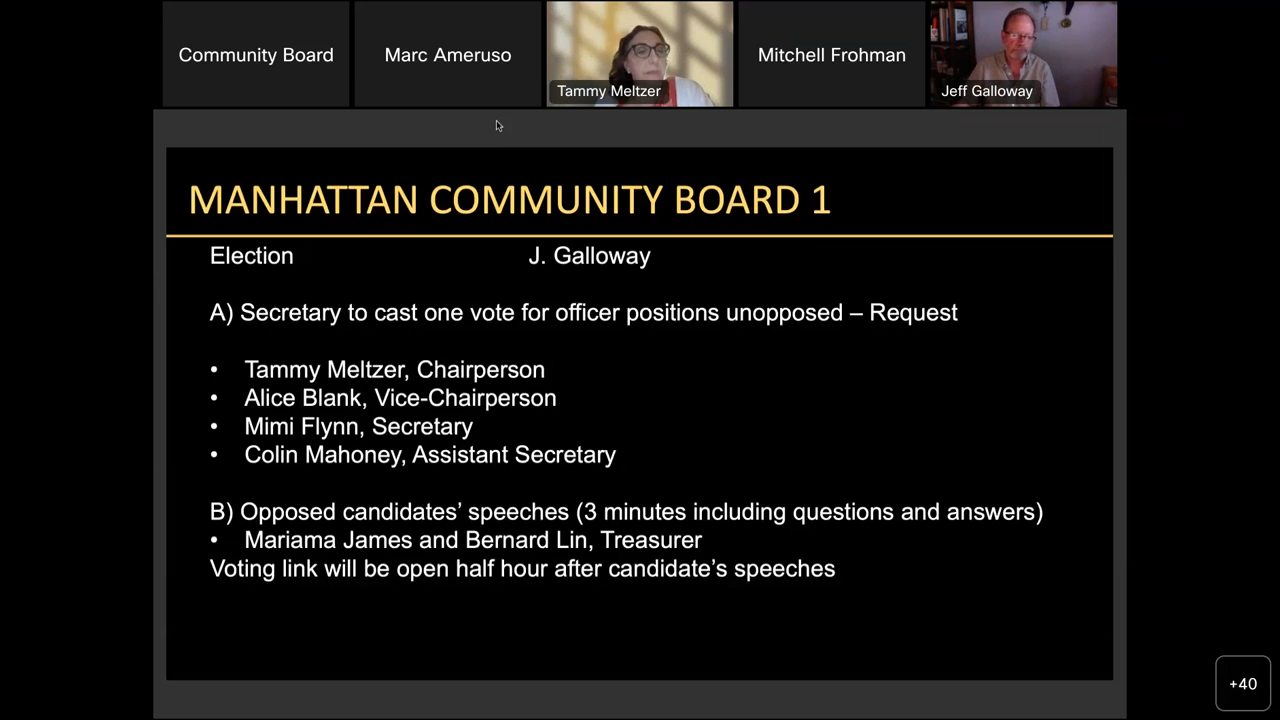 Community Board
Marc Ameruso
Tammy Meltzer
Mitchell Frohman
Jeff Galloway
MANHATTAN COMMUNITY BOARD 1
Election J. Galloway
A) Secretary to cast one vote for officer positions unopposed – Request
• Tammy Meltzer, Chairperson
• Alice Blank, Vice-Chairperson
• Mimi Flynn, Secretary
• Colin Mahoney, Assistant Secretary
B) Opposed candidates’ speeches (3 minutes including questions and answers)
• Mariama James and Bernard Lin, Treasurer
Voting link will be open half hour after candidate’s speeches
+40